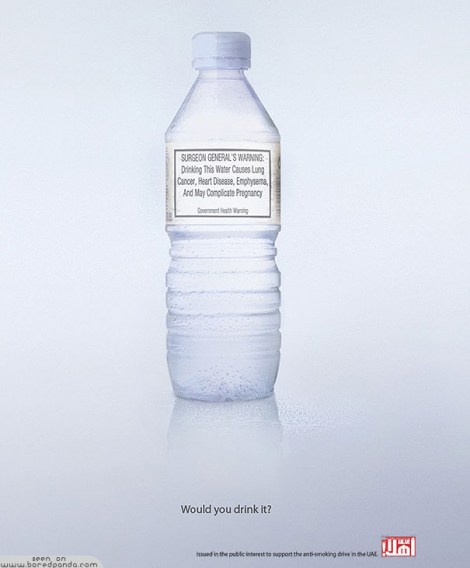 SURGEON GENERAL'S WARNING:
Drinking This Water Causes Lung
Cancer, Heart Disease, Emphysema,
And May Complicate Pregnancy
Government Health Warning
Would you drink it?
Issued in the public interest to support the anti-smoking drive in the UAE.
seen on
www.boredpanda.com